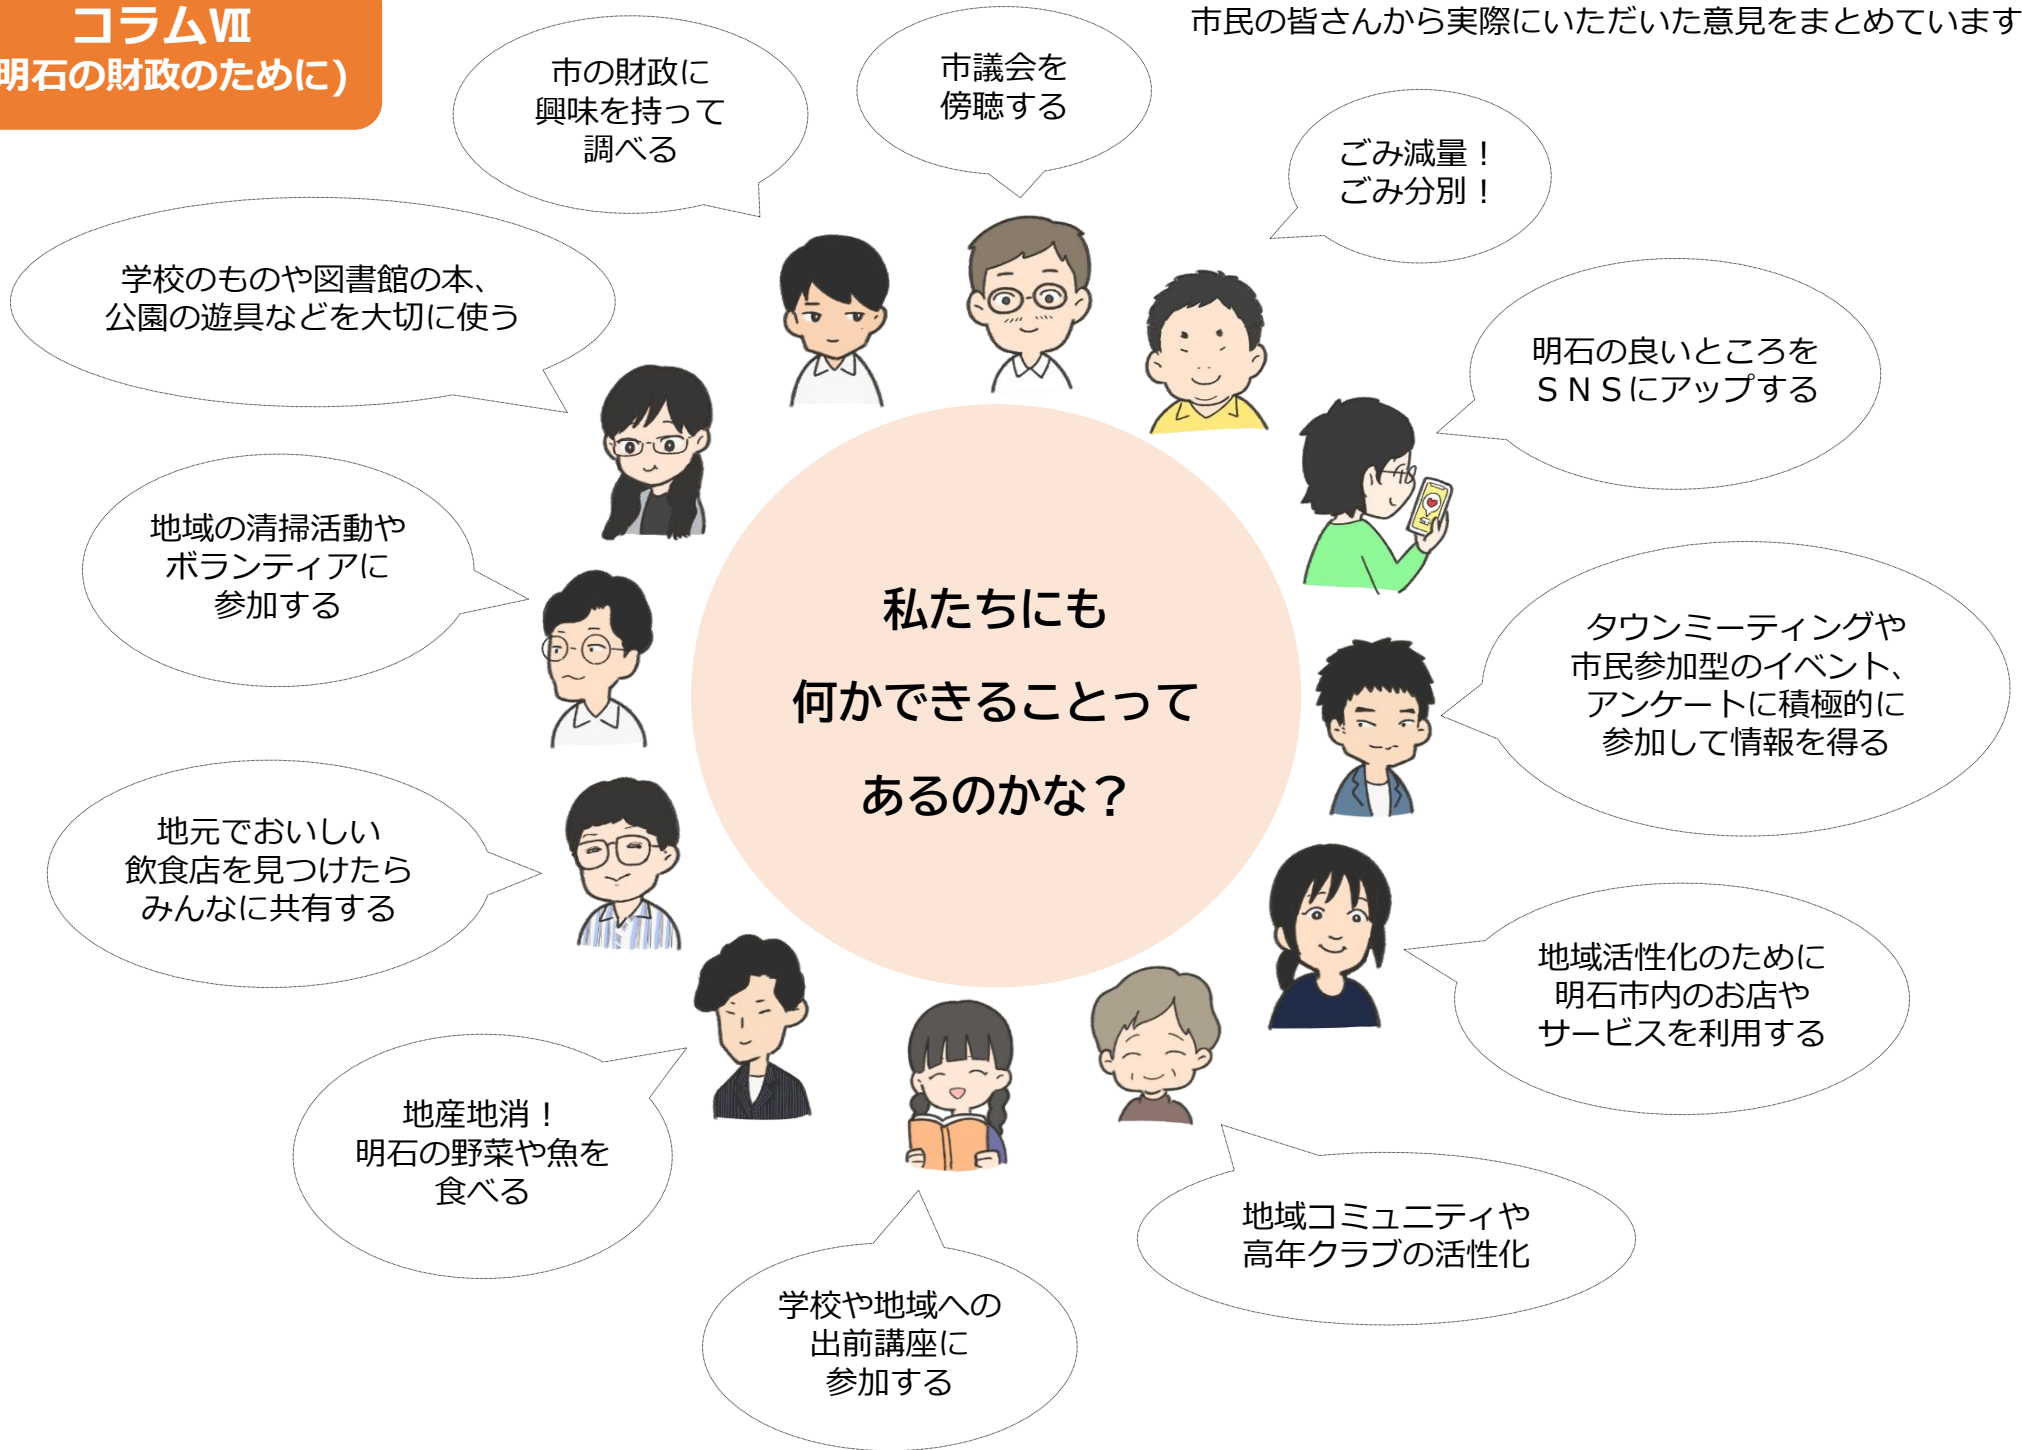 コラムⅦ
明石の財政のために)
市民の皆さんから実際にいただいた意見をまとめています
市の財政に
興味を持って
調べる
市議会を
傍聴する
ごみ減量！
ごみ分別！
学校のものや図書館の本、
公園の遊具などを大切に使う
明石の良いところを
ＳＮＳにアップする
地域の清掃活動や
ボランティアに
参加する
私たちにも
何かできることって
あるのかな？
タウンミーティングや
市民参加型のイベント、
アンケートに積極的に
参加して情報を得る
地元でおいしい
飲食店を見つけたら
みんなに共有する
地域活性化のために
明石市内のお店や
サービスを利用する
地産地消！
明石の野菜や魚を
食べる
地域コミュニティや
高年クラブの活性化
学校や地域への
出前講座に
参加する